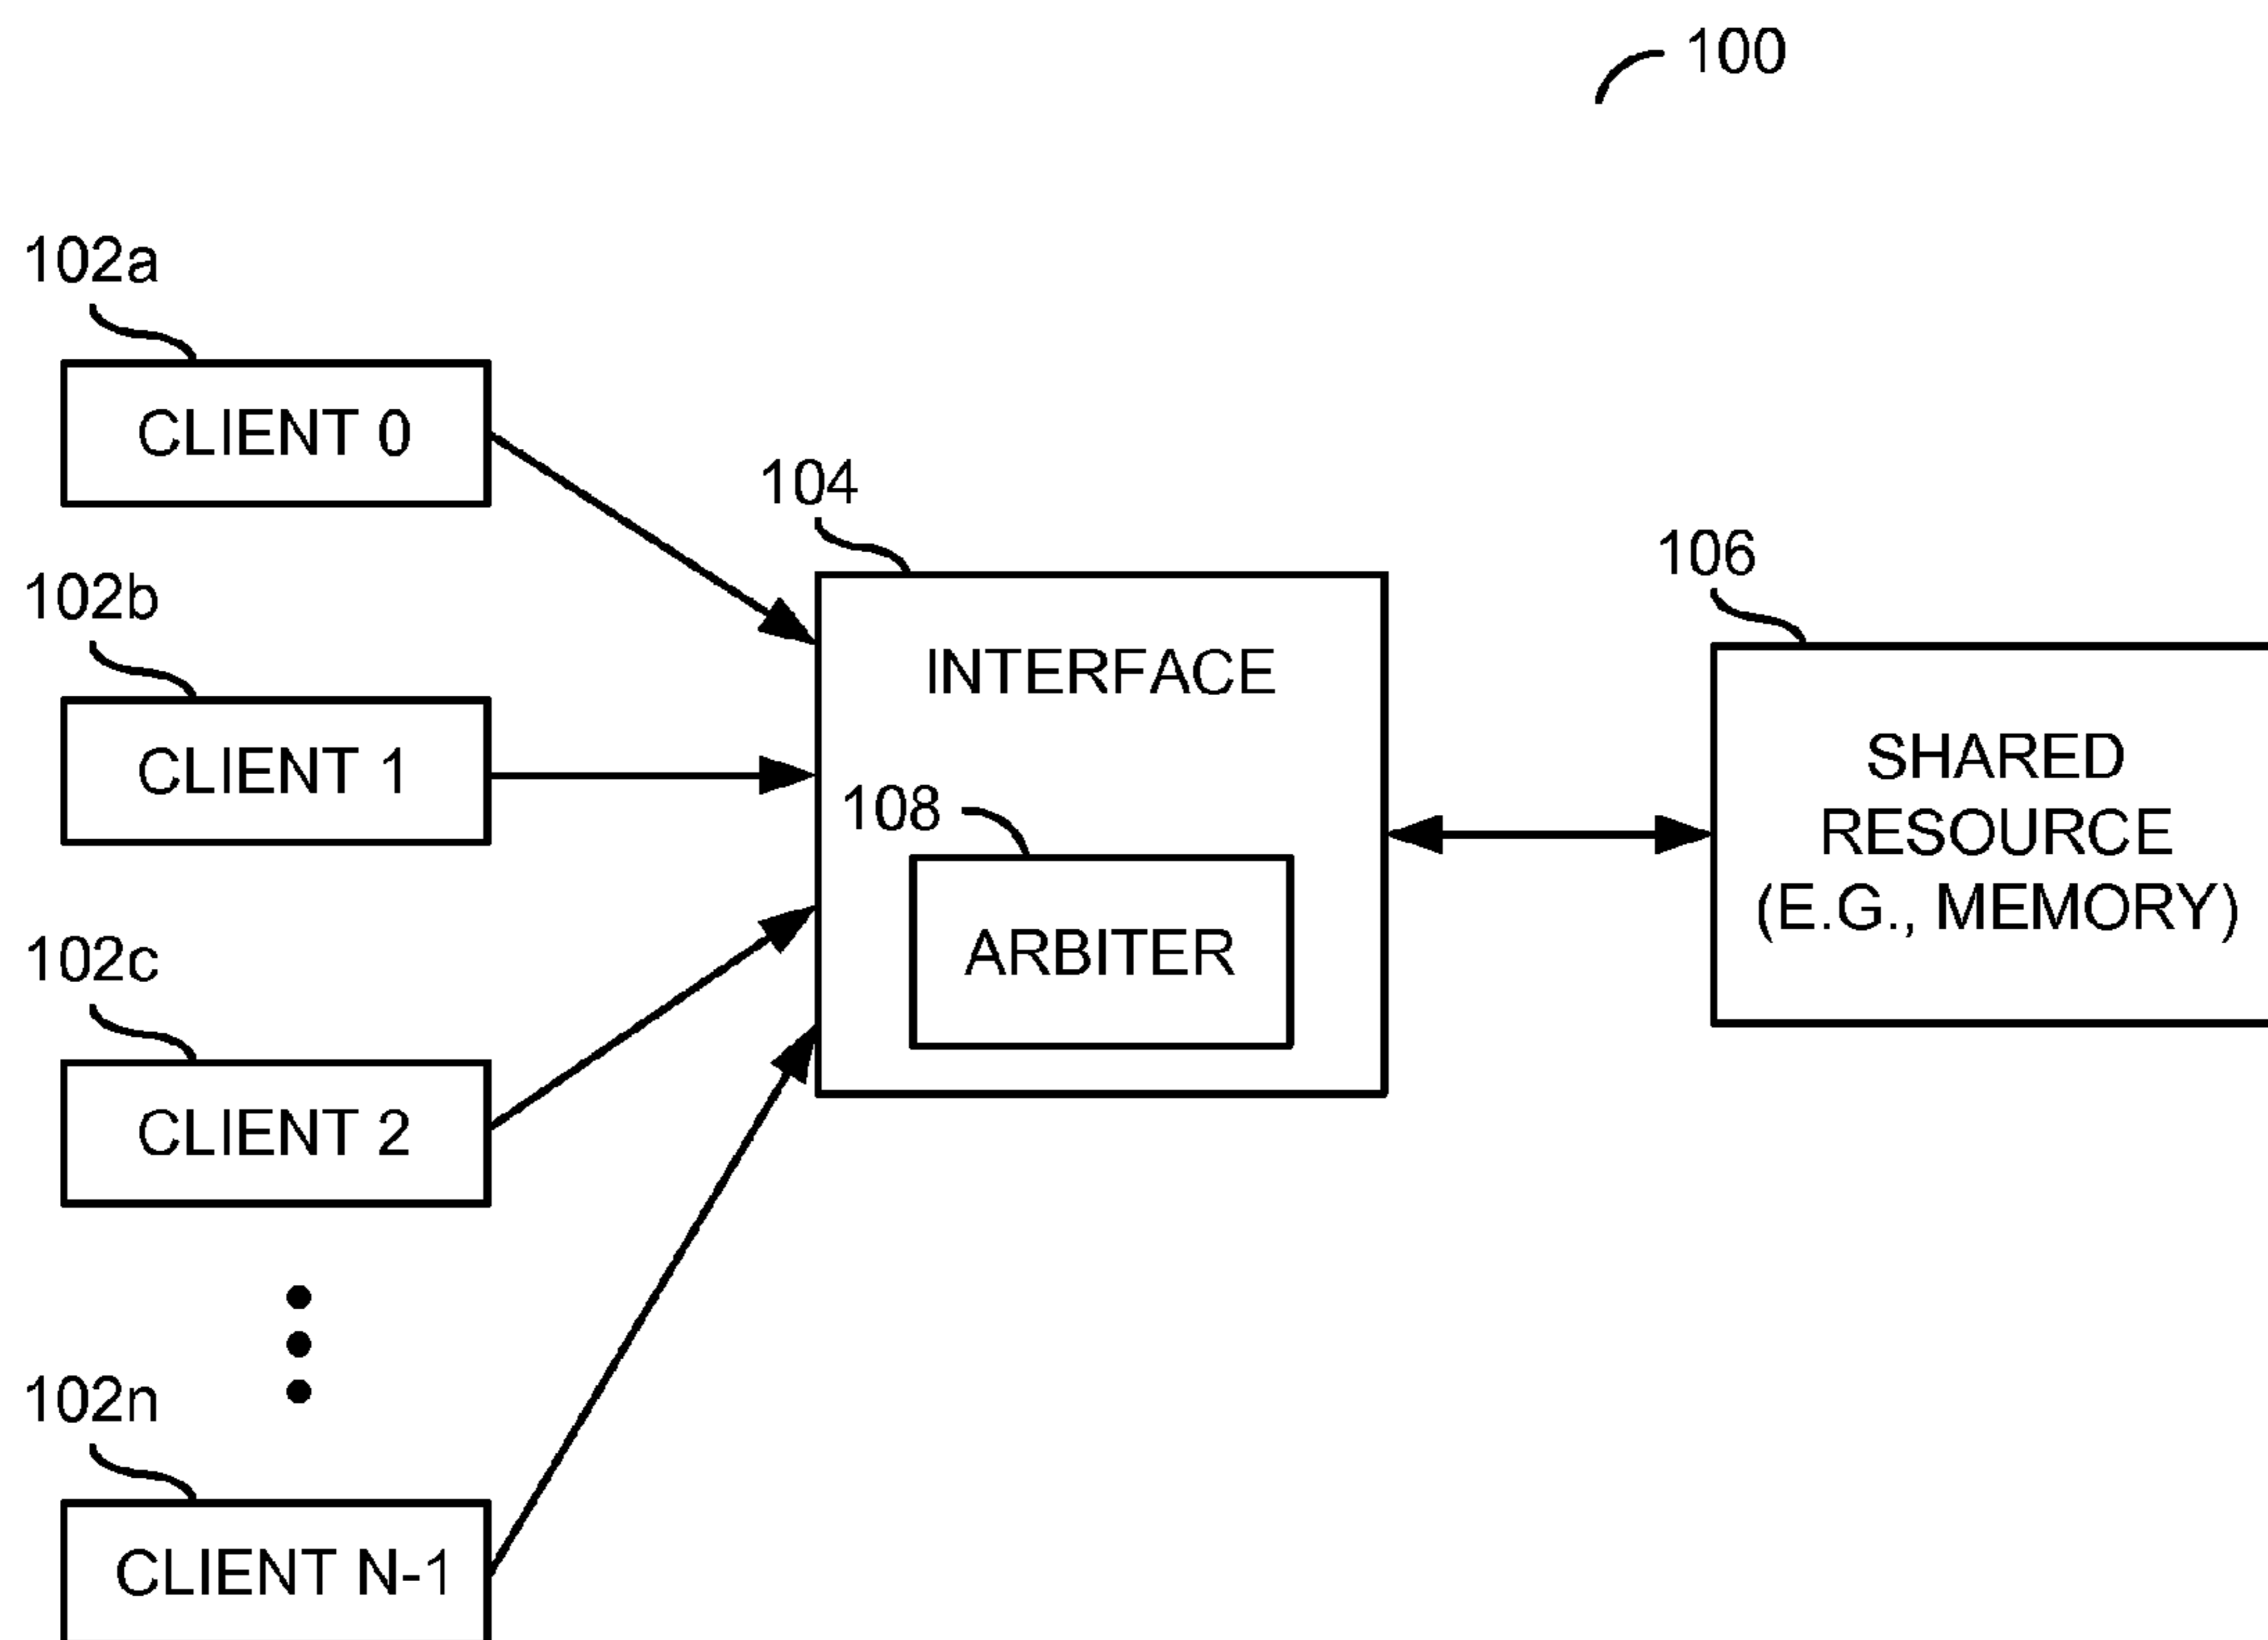 100
102a
CLIENT 0
104
106
102b
INTERFACE
CLIENT 1
SHARED
RESOURCE
(E.G., MEMORY)
108
ARBITER
102c
CLIENT 2
102n
CLIENT N-1